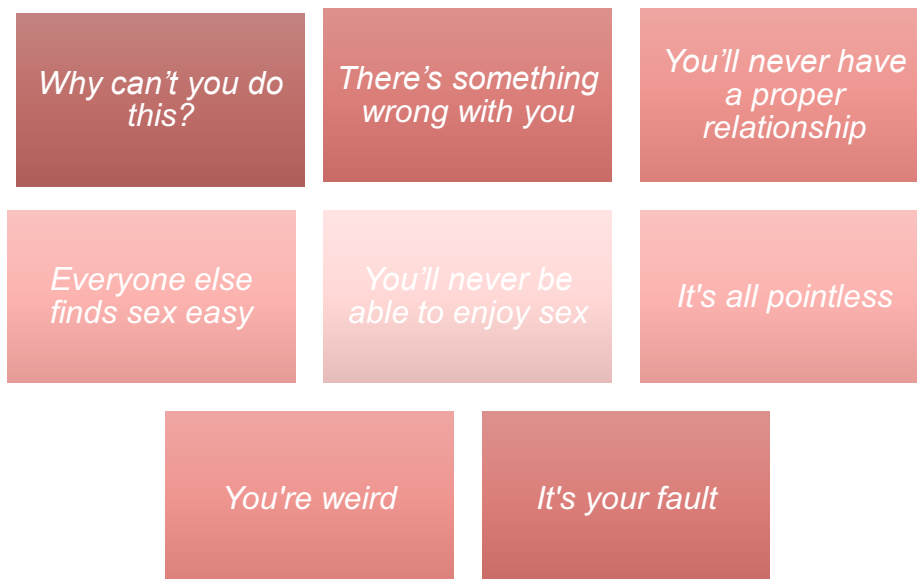 Why can’t you do
this?
There’s something
wrong with you
You’ll never have
a proper
relationship
Everyone else
finds sex easy
You’ll never be
able to enjoy sex
It's all pointless
You're weird
It's your fault